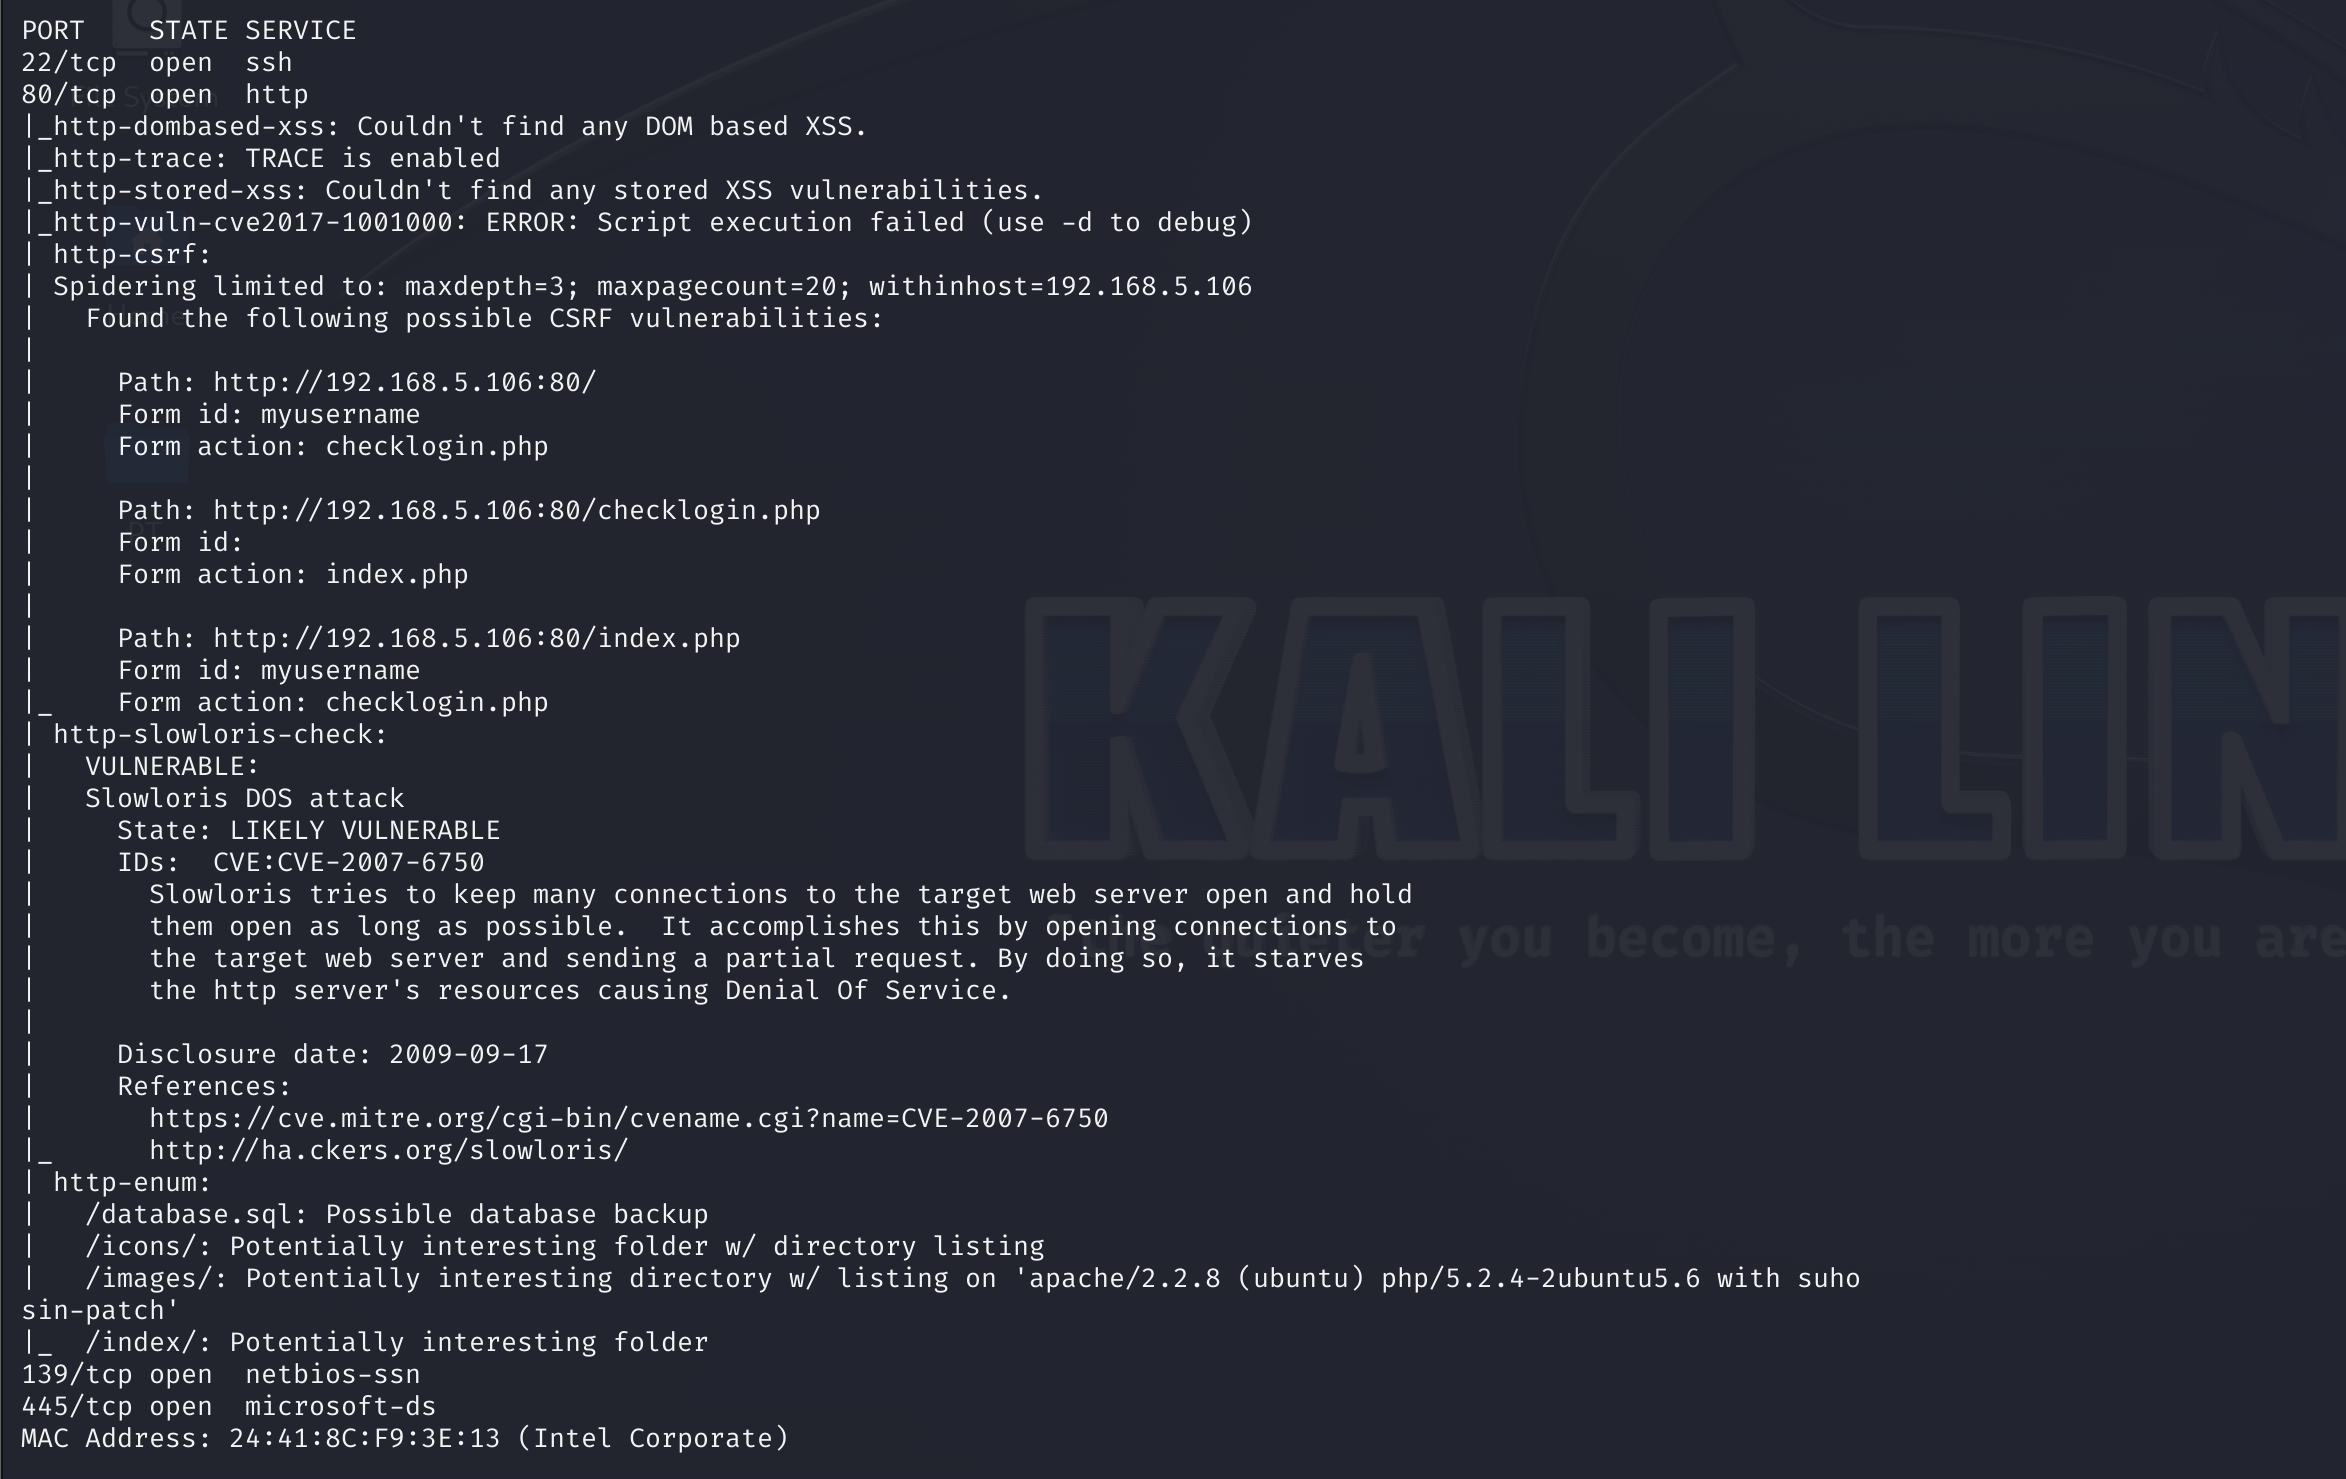 PORT    STATE SERVICE
22/tcp  open  ssh
80/tcp  open  http
|_http-dombased-xss: Couldn't find any DOM based XSS.
|_http-trace: TRACE is enabled
|_http-stored-xss: Couldn't find any stored XSS vulnerabilities.
|_http-vuln-cve2017-1001000: ERROR: Script execution failed (use -d to debug)
| http-csrf:
| Spidering limited to: maxdepth=3; maxpagecount=20; withinhost=192.168.5.106
|   Found the following possible CSRF vulnerabilities:
|
|     Path: http://192.168.5.106:80/
|     Form id: myusername
|     Form action: checklogin.php
|
|     Path: http://192.168.5.106:80/checklogin.php
|     Form id:
|     Form action: index.php
|
|     Path: http://192.168.5.106:80/index.php
|     Form id: myusername
|_    Form action: checklogin.php
| http-slowloris-check:
|   VULNERABLE:
|   Slowloris DOS attack
|     State: LIKELY VULNERABLE
|     IDs:  CVE:CVE-2007-6750
|       Slowloris tries to keep many connections to the target web server open and hold
|       them open as long as possible.  It accomplishes this by opening connections to
|       the target web server and sending a partial request. By doing so, it starves
|       the http server's resources causing Denial Of Service.
|
|     Disclosure date: 2009-09-17
|     References:
|       https://cve.mitre.org/cgi-bin/cvename.cgi?name=CVE-2007-6750
|_      http://ha.ckers.org/slowloris/
| http-enum:
|   /database.sql: Possible database backup
|   /icons/: Potentially interesting folder w/ directory listing
|   /images/: Potentially interesting directory w/ listing on 'apache/2.2.8 (ubuntu) php/5.2.4-2ubuntu5.6 with suho
sin-patch'
|_  /index/: Potentially interesting folder
139/tcp open  netbios-ssn
445/tcp open  microsoft-ds
MAC Address: 24:41:8C:F9:3E:13 (Intel Corporate)
KALI LIN
you become, the more you are